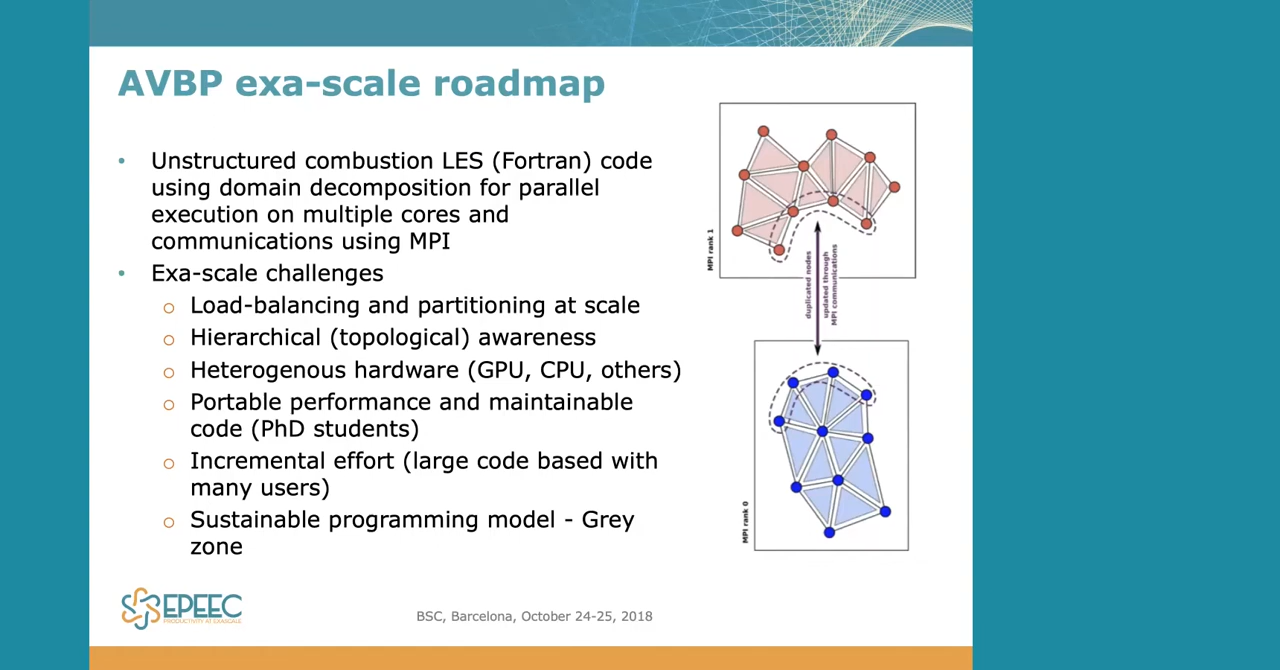 AVBP exa-scale roadmap
• Unstructured combustion LES (Fortran) code
using domain decomposition for parallel
execution on multiple cores and
communications using MPI
• Exa-scale challenges
o Load-balancing and partitioning at scale
o Hierarchical (topological) awareness
o Heterogenous hardware (GPU, CPU, others)
o Portable performance and maintainable
code (PhD students)
o Incremental effort (large code based with
many users)
o Sustainable programming model - Grey
zone
MPI rank 1
duplicated nodes
updated through
MPI communications
MPI rank 0
EPEEC
PRODUCTIVITY AT EXASCALE
BSC, Barcelona, October 24-25, 2018